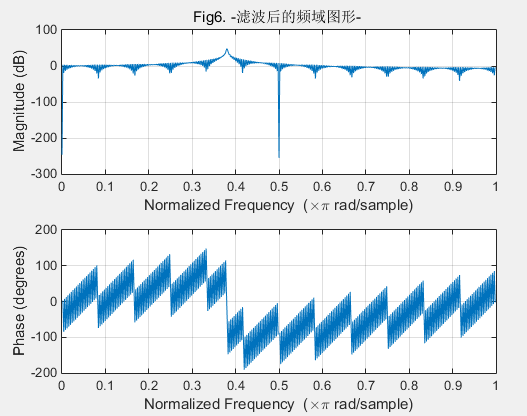 Fig6. -滤波后的频域图形-
Magnitude (dB)
100
0
-100
-200
-300
0 0.1 0.2 0.3 0.4 0.5 0.6 0.7 0.8 0.9 1
Normalized Frequency (×π rad/sample)
Phase (degrees)
200
100
0
-100
-200
0 0.1 0.2 0.3 0.4 0.5 0.6 0.7 0.8 0.9 1
Normalized Frequency (×π rad/sample)